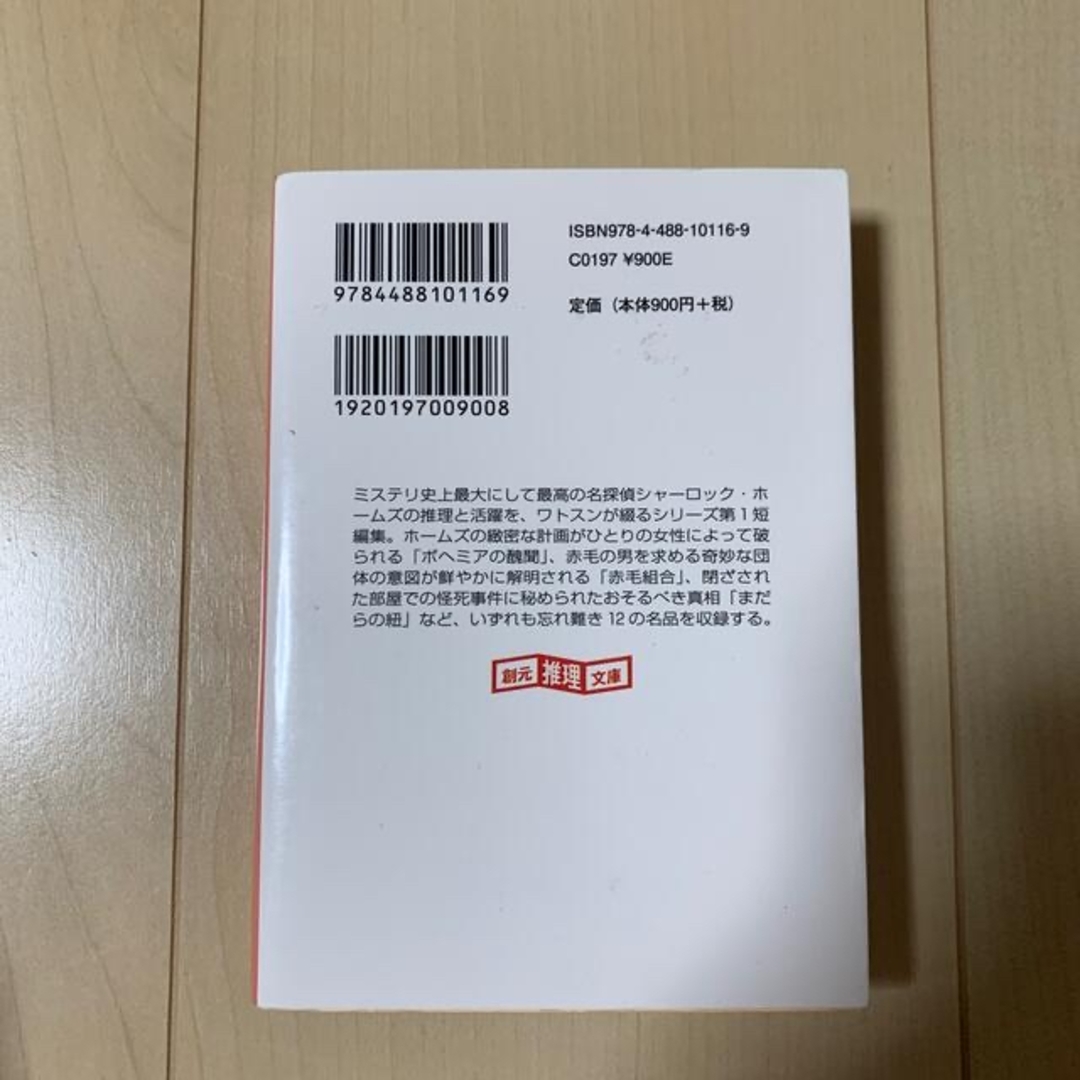 ISBN978-4-488-10116-9
C0197 ¥900E
9784488101169
定価（本体900円＋税）
1920197009008
ミステリ史上最大にして最高の名探偵シャーロック・ホ
ームズの推理と活躍を、ワトスンが綴るシリーズ第１短
編集。ホームズの緻密な計画がひとりの女性によって破
られる「ボヘミアの醜聞」、赤毛の男を求める奇妙な団
体の意図が鮮やかに解明される「赤毛組合」、閉ざされ
た部屋での怪死事件に秘められたおそるべき真相「まだ
らの紐」など、いずれも忘れ難き12の名品を収録する。
創元推理文庫